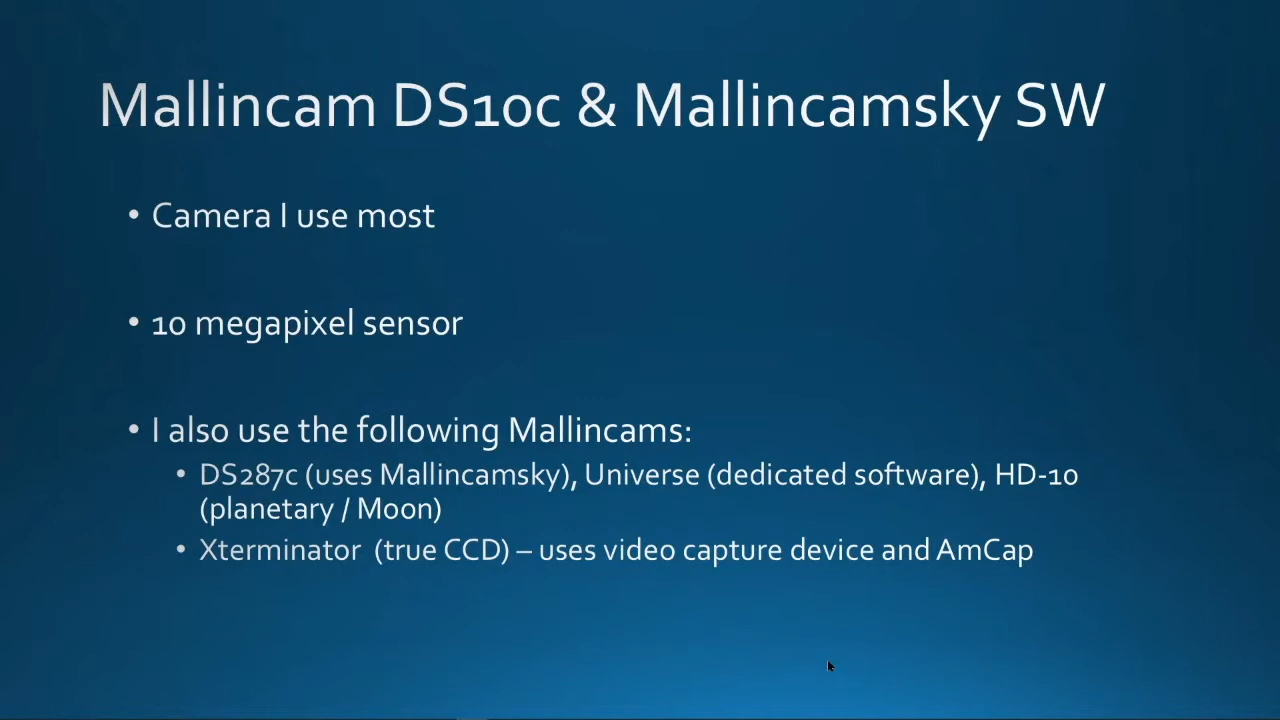 Mallincam DS10c & Mallincamsky SW
• Camera I use most
• 10 megapixel sensor
• I also use the following Mallincams:
• DS287c (uses Mallincamsky), Universe (dedicated software), HD-10
(planetary / Moon)
• Xterminator (true CCD) – uses video capture device and AmCap